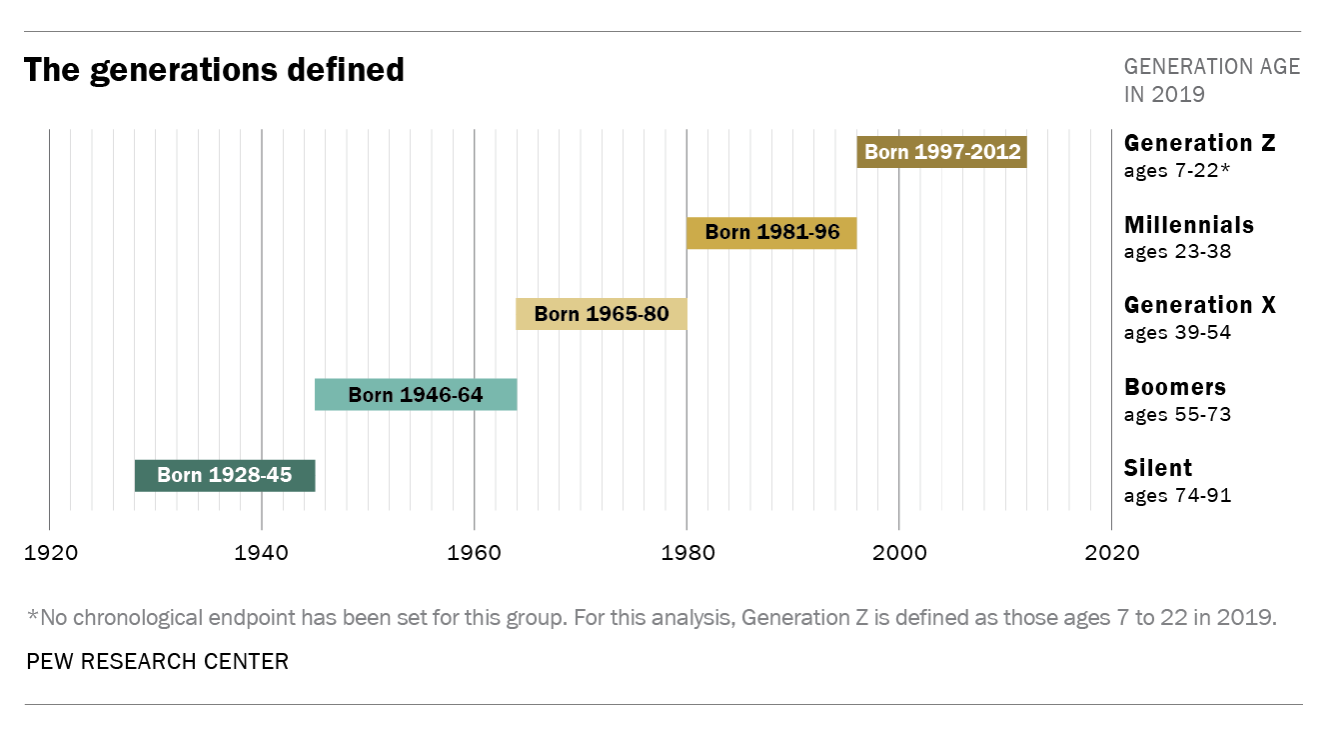 The generations defined
GENERATION AGE
IN 2019
Born 1997-2012
Generation Z
ages 7-22*
Born 1981-96
Millennials
ages 23-38
Born 1965-80
Generation X
ages 39-54
Born 1946-64
Boomers
ages 55-73
Born 1928-45
Silent
ages 74-91
1920 1940 1960 1980 2000 2020
*No chronological endpoint has been set for this group. For this analysis, Generation Z is defined as those ages 7 to 22 in 2019.
PEW RESEARCH CENTER